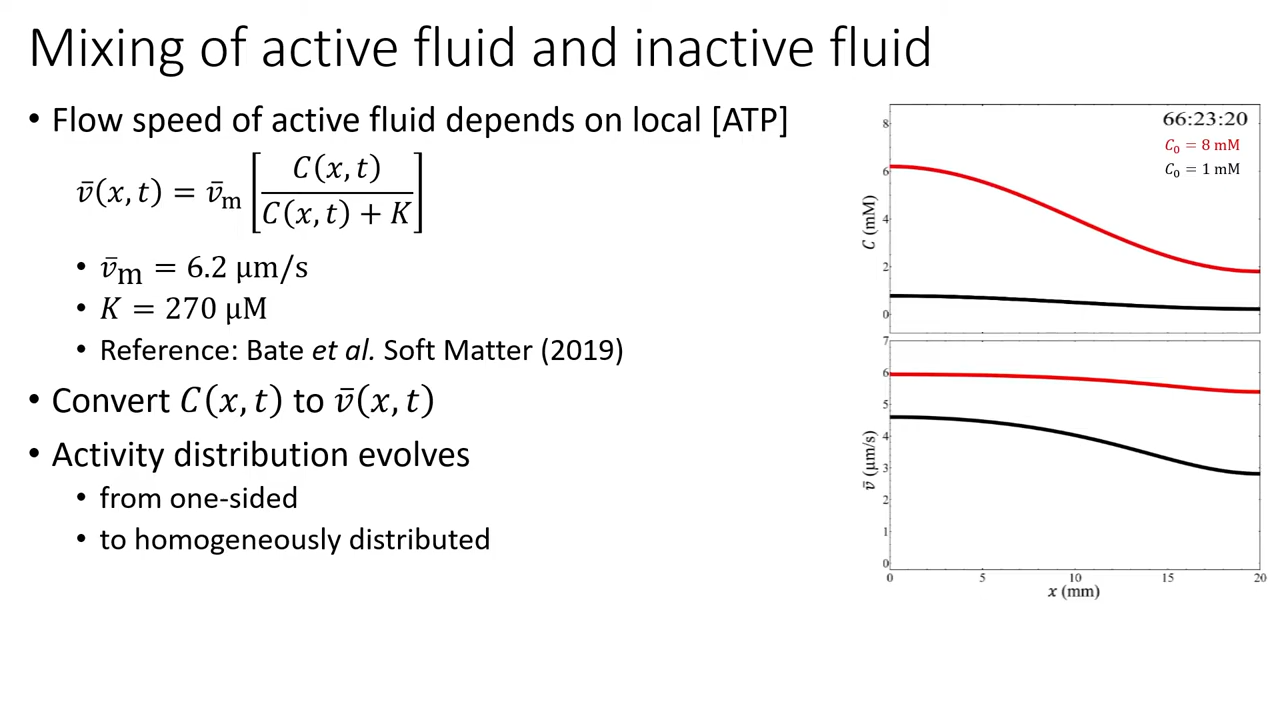 Mixing of active fluid and inactive fluid
• Flow speed of active fluid depends on local [ATP]
v̄(x, t) = v̄m [C(x, t) / (C(x, t) + K)]
• v̄m = 6.2 μm/s
• K = 270 μM
• Reference: Bate et al. Soft Matter (2019)
• Convert C(x, t) to v̄(x, t)
• Activity distribution evolves
• from one-sided
• to homogeneously distributed
66:23:20
C₀ = 8 mM
C₀ = 1 mM
C (mM)
8
6
4
2
0
v̄ (μm/s)
7
6
5
4
3
2
1
0
0 5 10 15 20
x (mm)